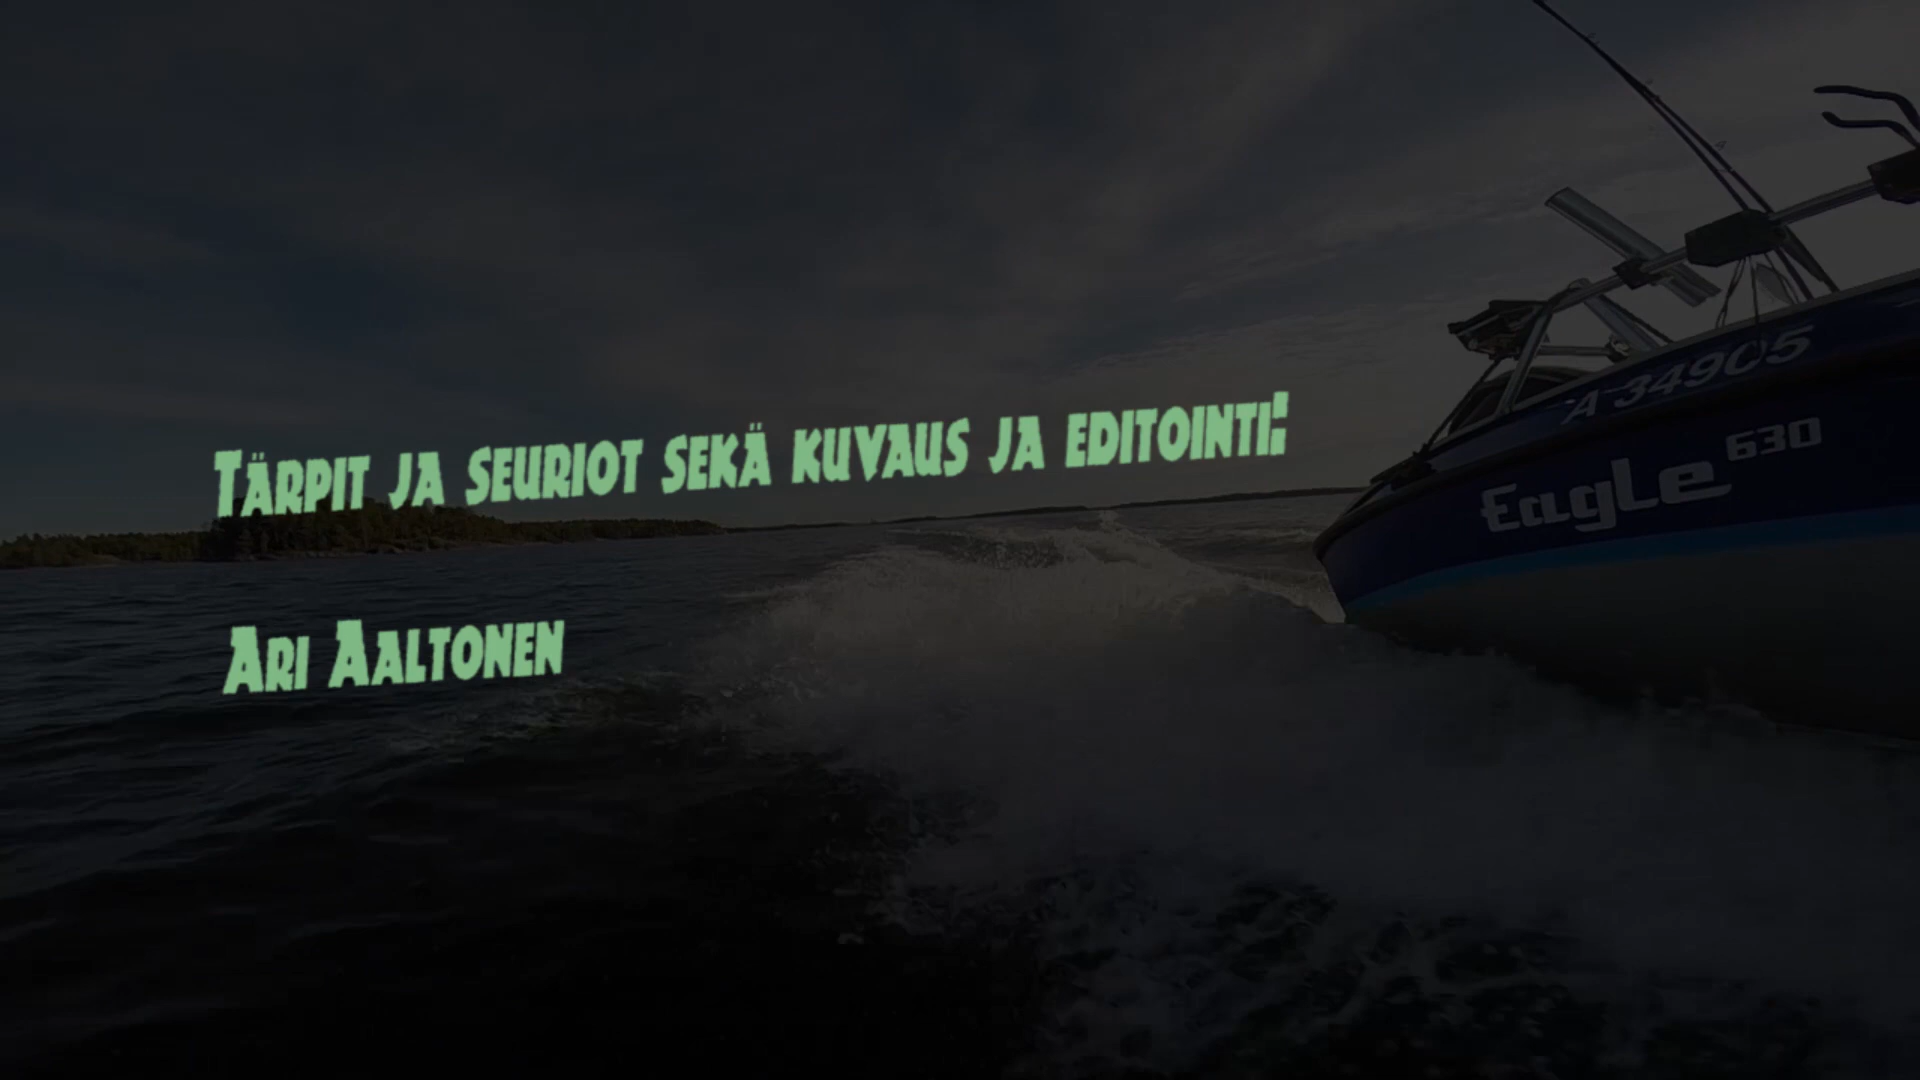 A 34905
Eagle 630
Tärpit ja seuriot sekä kuvaus ja editointi:
Ari Aaltonen